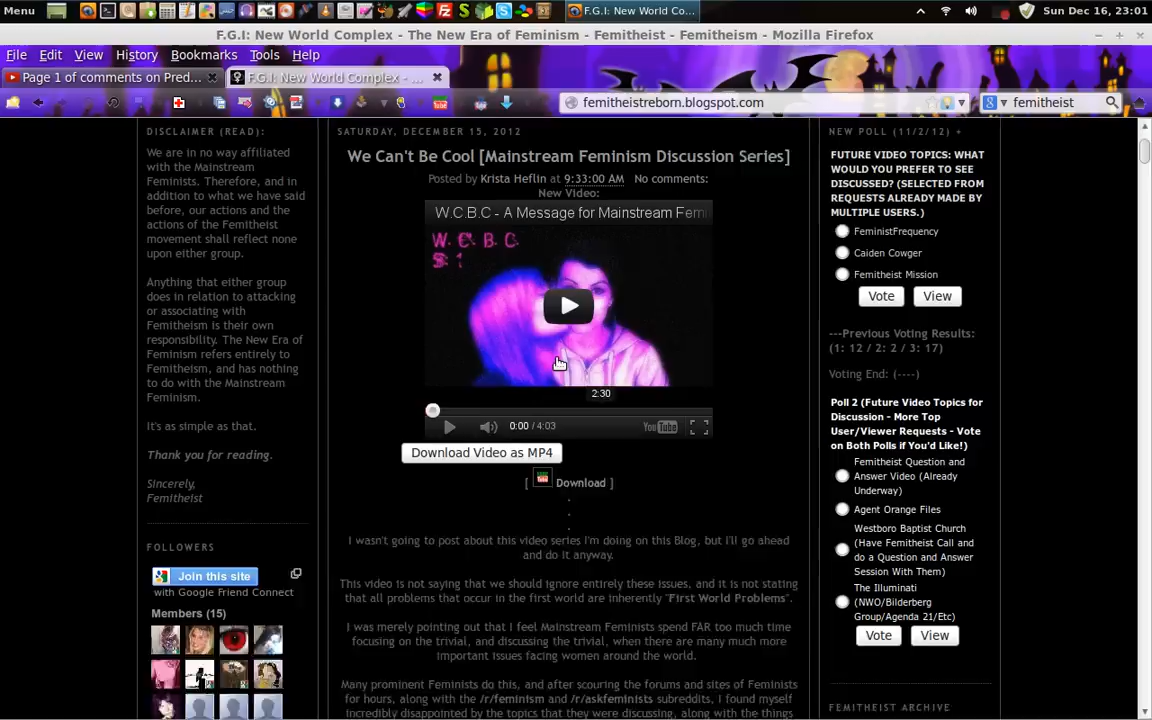 Menu
F.G.I: New World Co...
Sun Dec 16, 23:01
F.G.I: New World Complex - The New Era of Feminism - Femitheist - Femitheism - Mozilla Firefox
File Edit View History Bookmarks Tools Help
Page 1 of comments on Pred...
F.G.I: New World Complex - ...
femitheistreborn.blogspot.com
femitheist
DISCLAIMER (READ):
We are in no way affiliated
with the Mainstream
Feminists. Therefore, and in
addition to what we have said
before, our actions and the
actions of the Femitheist
movement shall reflect none
upon either group.
Anything that either group
does in relation to attacking
or associating with
Femitheism is their own
responsibility. The New Era of
Feminism refers entirely to
Femitheism, and has nothing
to do with the Mainstream
Feminism.
It's as simple as that.
Thank you for reading.
Sincerely,
Femitheist
FOLLOWERS
Join this site
with Google Friend Connect
Members (15)
SATURDAY, DECEMBER 15, 2012
We Can't Be Cool [Mainstream Feminism Discussion Series]
Posted by Krista Heflin at 9:33:00 AM No comments:
New Video:
W.C.B.C - A Message for Mainstream Femi
W. C. B. C.
S: 1
2:30
0:00 / 4:03
YouTube
Download Video as MP4
[ Download ]
.
.
.
I wasn't going to post about this video series I'm doing on this Blog, but I'll go ahead
and do it anyway.
This video is not saying that we should ignore entirely these issues, and it is not stating
that all problems that occur in the first world are inherently "First World Problems".
I was merely pointing out that I feel Mainstream Feminists spend FAR too much time
focusing on the trivial, and discussing the trivial, when there are many much more
important issues facing women around the world.
Many prominent Feminists do this, and after scouring the forums and sites of Feminists
for hours, along with the /r/feminism and /r/askfeminists subreddits, I found myself
incredibly disappointed by the topics that they were discussing, along with the things
NEW POLL (11/2/12) +
FUTURE VIDEO TOPICS: WHAT
WOULD YOU PREFER TO SEE
DISCUSSED? (SELECTED FROM
REQUESTS ALREADY MADE BY
MULTIPLE USERS.)
FeministFrequency
Caiden Cowger
Femitheist Mission
Vote View
---Previous Voting Results:
(1: 12 / 2: 2 / 3: 17)
Voting End: (----)
Poll 2 (Future Video Topics for
Discussion - More Top
User/Viewer Requests - Vote
on Both Polls if You'd Like!)
Femitheist Question and
Answer Video (Already
Underway)
Agent Orange Files
Westboro Baptist Church
(Have Femitheist Call and
do a Question and Answer
Session With Them)
The Illuminati
(NWO/Bilderberg
Group/Agenda 21/Etc)
Vote View
FEMITHEIST ARCHIVE